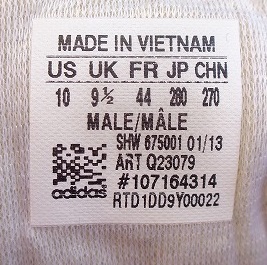 MADE IN VIETNAM
US UK FR JP CHN
10 9½ 44 280 270
MALE/MÂLE
SHW 675001 01/13
ART Q23079
#107164314
adidas
RTD1DD9Y00022